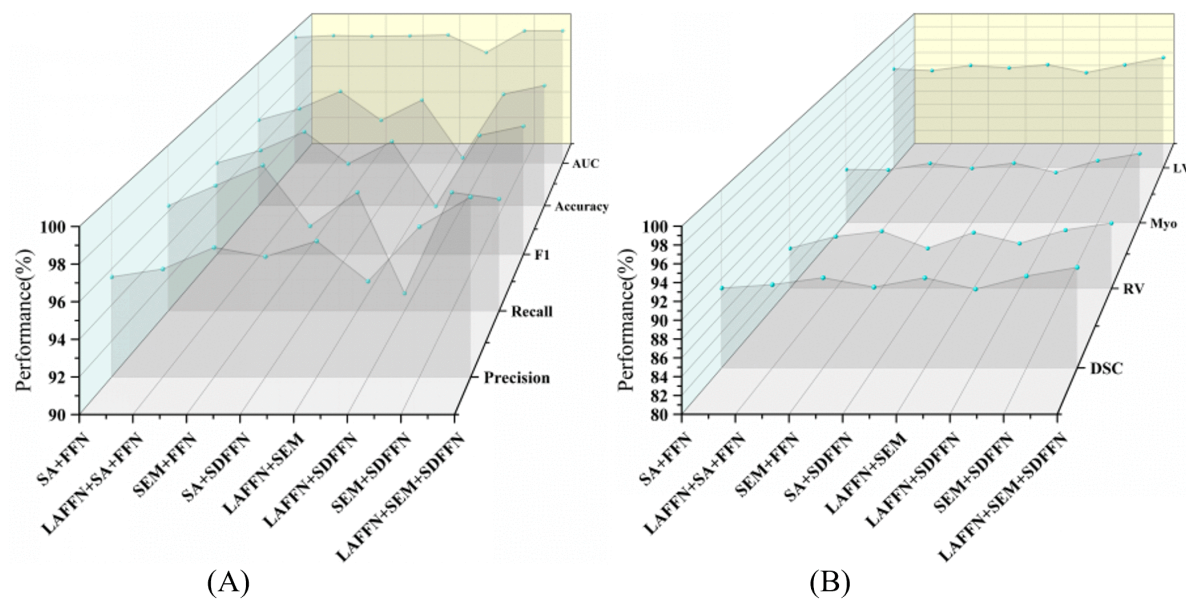 100
98
96
94
92
90
Performance(%)
AUC
Accuracy
F1
Recall
Precision
SA+FFN
LAFFN+SA+FFN
SEM+FFN
SA+SDFFN
LAFFN+SEM
LAFFN+SDFFN
SEM+SDFFN
LAFFN+SEM+SDFFN
(A)
100
98
96
94
92
90
88
86
84
82
80
Performance(%)
LV
Myo
RV
DSC
SA+FFN
LAFFN+SA+FFN
SEM+FFN
SA+SDFFN
LAFFN+SEM
LAFFN+SDFFN
SEM+SDFFN
LAFFN+SEM+SDFFN
(B)